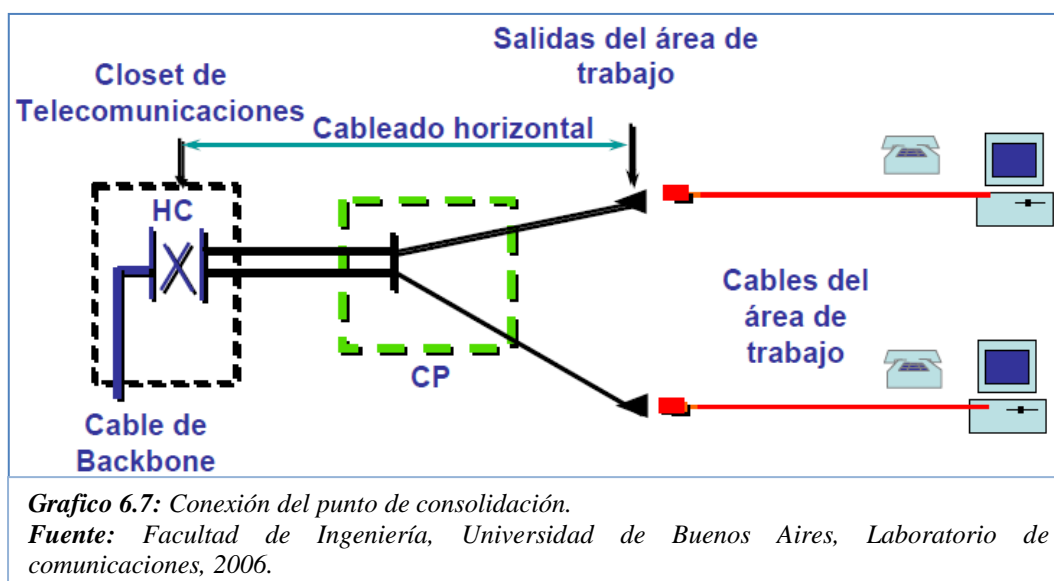 Salidas del área de
trabajo
Closet de
Telecomunicaciones
Cableado horizontal
HC
CP
Cables del
área de
trabajo
Cable de
Backbone
Grafico 6.7: Conexión del punto de consolidación.
Fuente: Facultad de Ingeniería, Universidad de Buenos Aires, Laboratorio de
comunicaciones, 2006.